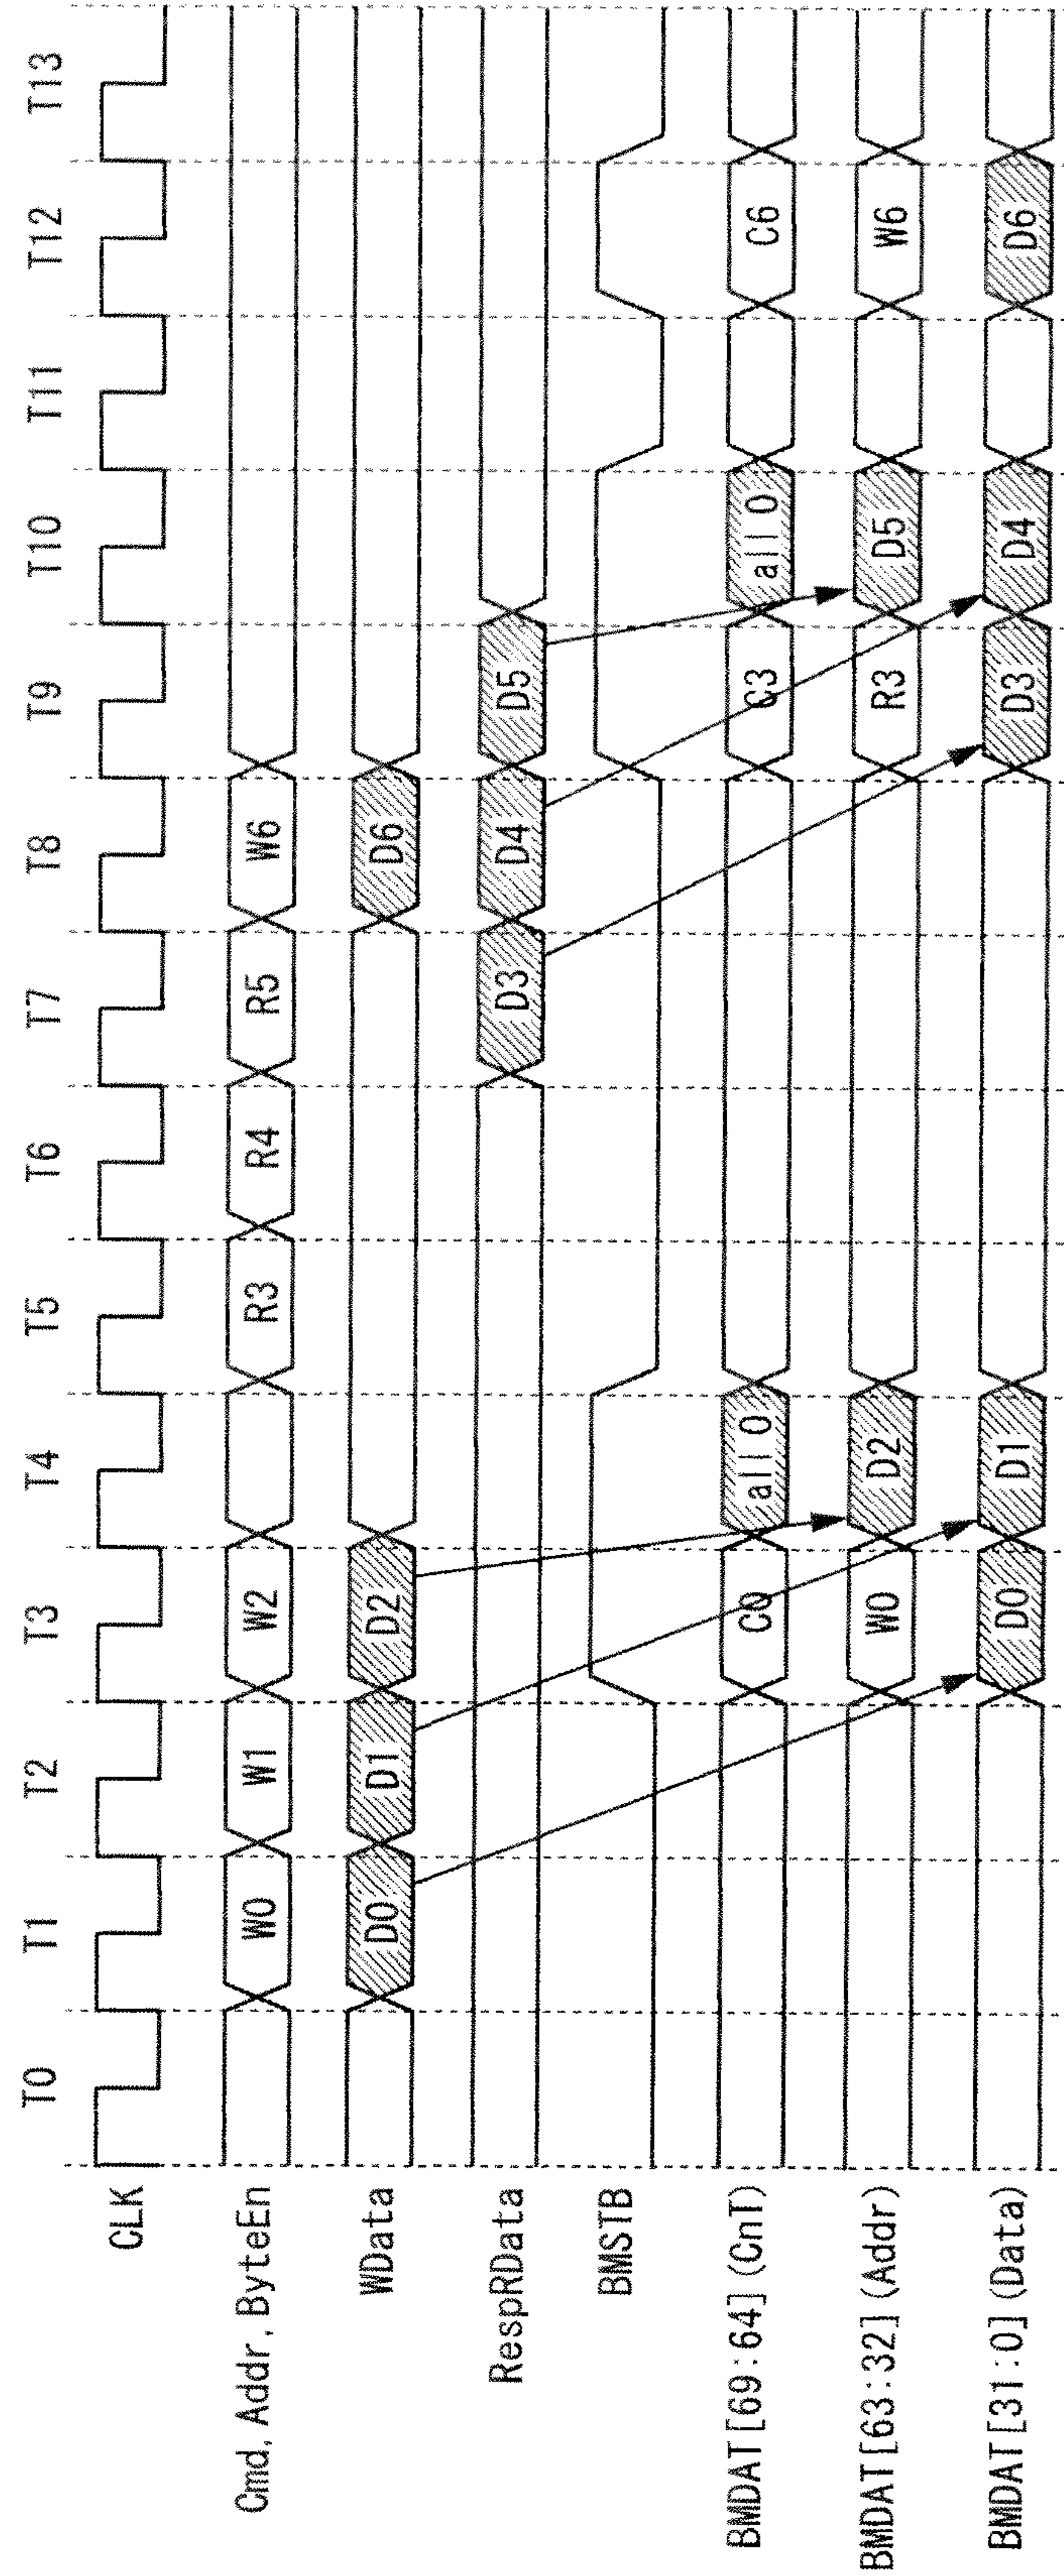 T0 T1 T2 T3 T4 T5 T6 T7 T8 T9 T10 T11 T12 T13
CLK
Cmd, Addr, ByteEn W0 W1 W2 R3 R4 R5 W6
WData D0 D1 D2 D6
RespRData D3 D4 D5
BMSTB
BMDAT[69:64](CnT) C0 all 0 C3 all 0 C6
BMDAT[63:32](Addr) W0 D2 R3 D5 W6
BMDAT[31:0](Data) D0 D1 D3 D4 D6